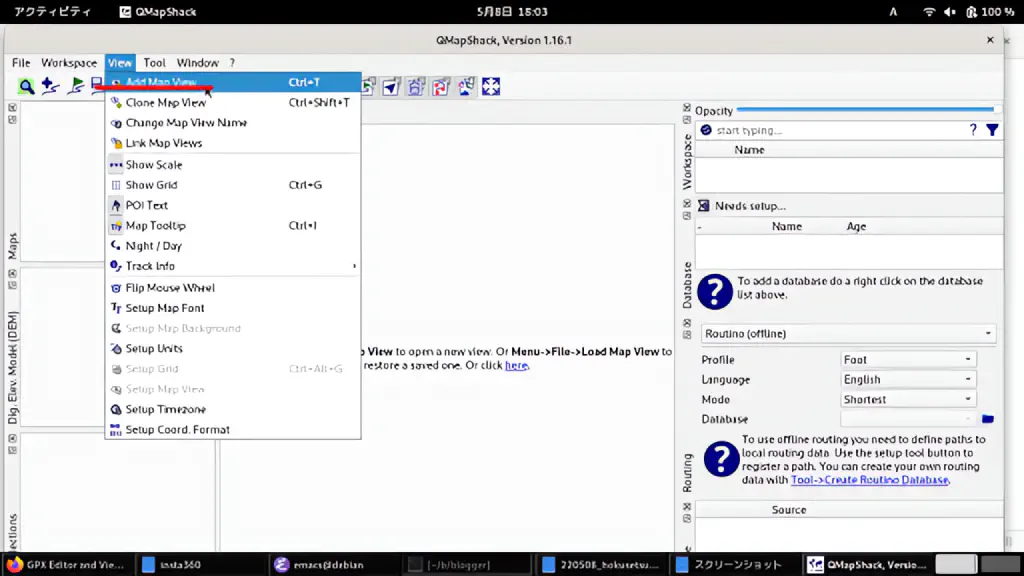 アクティビティ QMapShack 5月8日 18:03 A 100 %
QMapShack, Version 1.16.1
File Workspace View Tool Window ?
Add Map View Ctrl+T
Clone Map View Ctrl+Shift+T
Change Map View Name
Link Map Views
Show Scale
Show Grid Ctrl+G
POI Text
Map Tooltip Ctrl+I
Night / Day
Track Info
Flip Mouse Wheel
Setup Map Font
Setup Map Background
Setup Units
Setup Grid Ctrl+Alt+G
Setup Map View
Setup Timezone
Setup Coord. Format
Maps
Dig. Elev. Model (DEM)
View to open a new view. Or Menu->File->Load Map View to
restore a saved one. Or click here.
Opacity
start typing... ?
Name
Workspace
Needs setup...
- Name Age
Database
To add a database do a right click on the database
list above.
Routino (offline)
Profile Foot
Language English
Mode Shortest
Database
To use offline routing you need to define paths to
local routing data. Use the setup tool button to
register a path. You can create your own routing
data with Tool->Create Routino Database.
Routing
Source
GPX Editor and Vie... insta360 emacs@debian [~/h/blogger] スクリーンショット QMapShack, Versio...